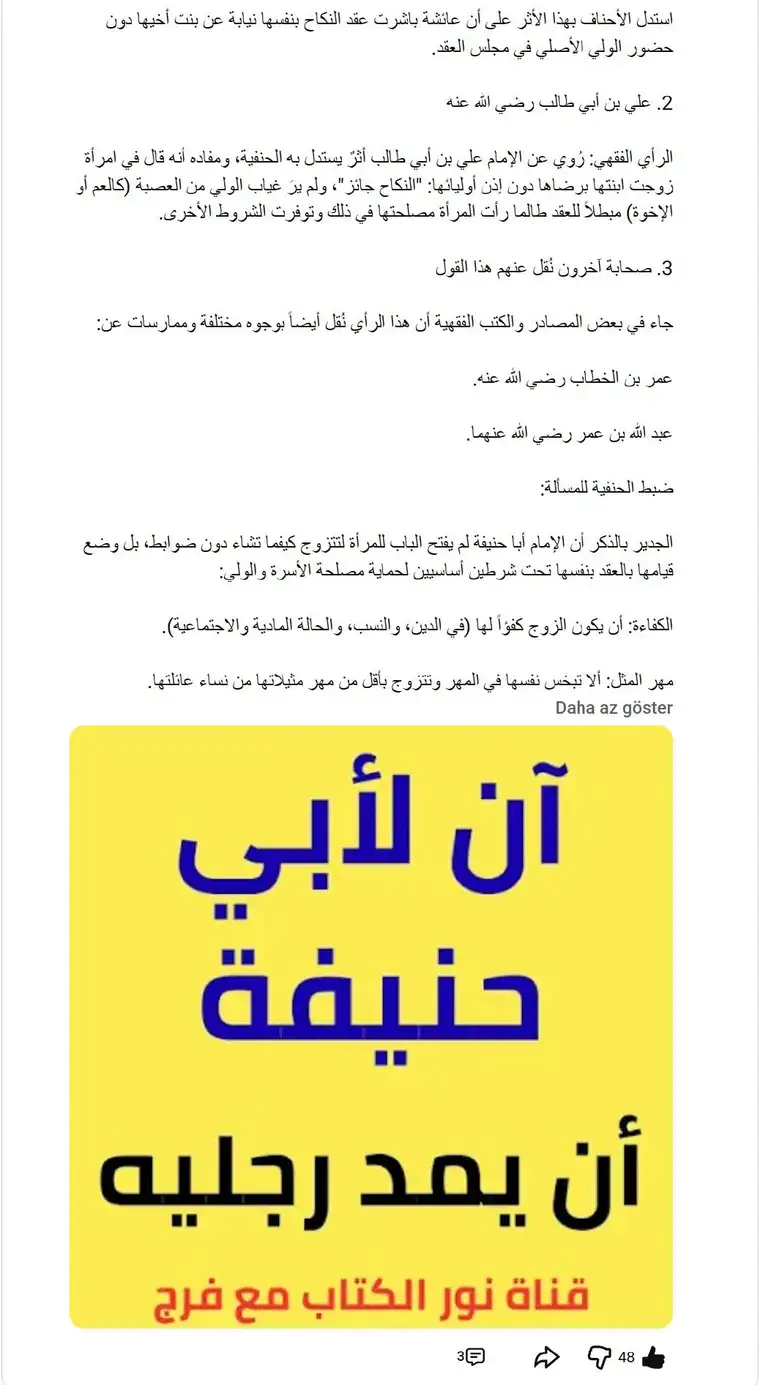 استدل الأحناف بهذا الأثر على أن عائشة باشرت عقد النكاح بنفسها نيابة عن بنت أخيها دون
حضور الولي الأصلي في مجلس العقد.
2. علي بن أبي طالب رضي الله عنه
الرأي الفقهي: رُوي عن الإمام علي بن أبي طالب أثرٌ يستدل به الحنفية، ومفاده أنه قال في امرأة
زوجت ابنتها برضاها دون إذن أوليائها: "النكاح جائز"، ولم يرَ غياب الولي من العصبة (كالعم أو
الإخوة) مبطلاً للعقد طالما رأت المرأة مصلحتها في ذلك وتوفرت الشروط الأخرى.
3. صحابة آخرون نُقل عنهم هذا القول
جاء في بعض المصادر والكتب الفقهية أن هذا الرأي نُقل أيضاً بوجوه مختلفة وممارسات عن:
عمر بن الخطاب رضي الله عنه.
عبد الله بن عمر رضي الله عنهما.
ضبط الحنفية للمسألة:
الجدير بالذكر أن الإمام أبا حنيفة لم يفتح الباب للمرأة لتتزوج كيفما تشاء دون ضوابط، بل وضع
قيامها بالعقد بنفسها تحت شرطين أساسيين لحماية مصلحة الأسرة والولي:
الكفاءة: أن يكون الزوج كفؤاً لها (في الدين، والنسب، والحالة المادية والاجتماعية).
مهر المثل: ألا تبخس نفسها في المهر وتتزوج بأقل من مهر مثيلاتها من نساء عائلتها.
Daha az göster
آن لأبي
حنيفة
أن يمد رجليه
قناة نور الكتاب مع فرج
48
3